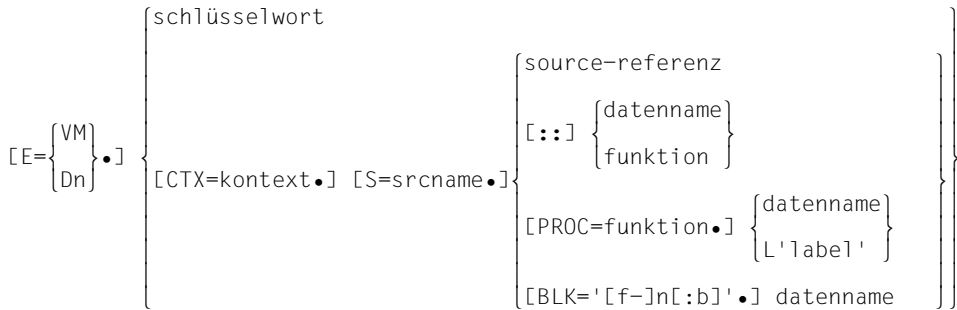 schlüsselwort
source-referenz
[E={VM
Dn}•]
[::] {datenname
funktion}
[CTX=kontext•] [S=srcname•]
[PROC=funktion•] {datenname
L'label'}
[BLK='[f-]n[:b]'•] datenname